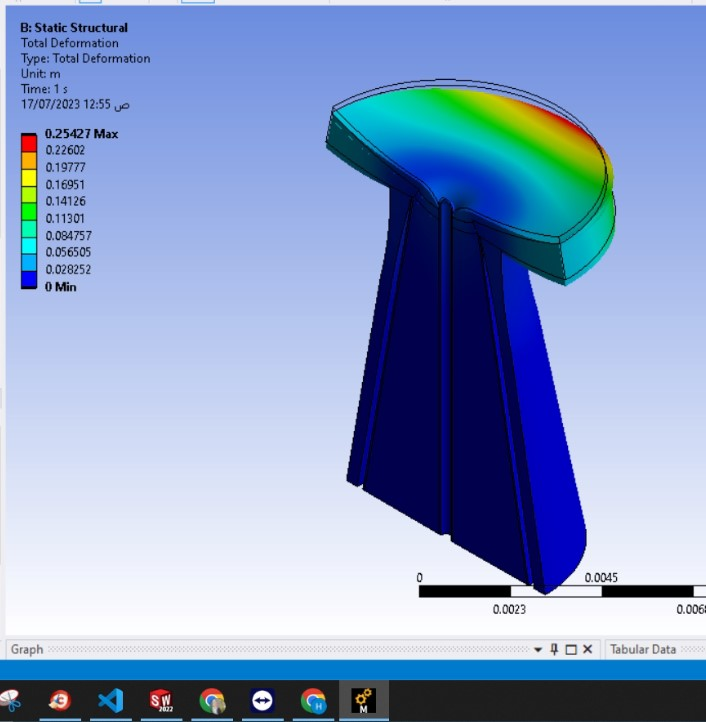 B: Static Structural
Total Deformation
Type: Total Deformation
Unit: m
Time: 1 s
17/07/2023 12:55 ص
0.25427 Max
0.22602
0.19777
0.16951
0.14126
0.11301
0.084757
0.056505
0.028252
0 Min
0
0.0045
0.0023
0.0068
Graph
Tabular Data
SW
2022
H
M